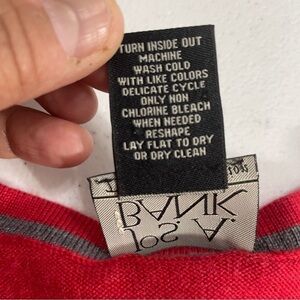 TURN INSIDE OUT
MACHINE
WASH COLD
WITH LIKE COLORS
DELICATE CYCLE
ONLY NON
CHLORINE BLEACH
WHEN NEEDED
RESHAPE
LAY FLAT TO DRY
OR DRY CLEAN
JOS. A.
BANK